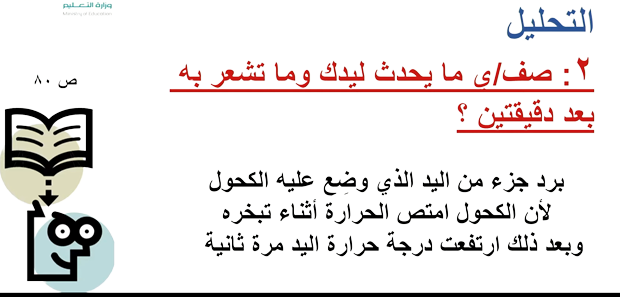 وزارة التعليم
Ministry of Education
التحليل
٢: صف/ي ما يحدث ليدك وما تشعر به
بعد دقيقتين ؟
ص ٨٠
برد جزء من اليد الذي وضِع عليه الكحول
لأن الكحول امتص الحرارة أثناء تبخره
وبعد ذلك ارتفعت درجة حرارة اليد مرة ثانية